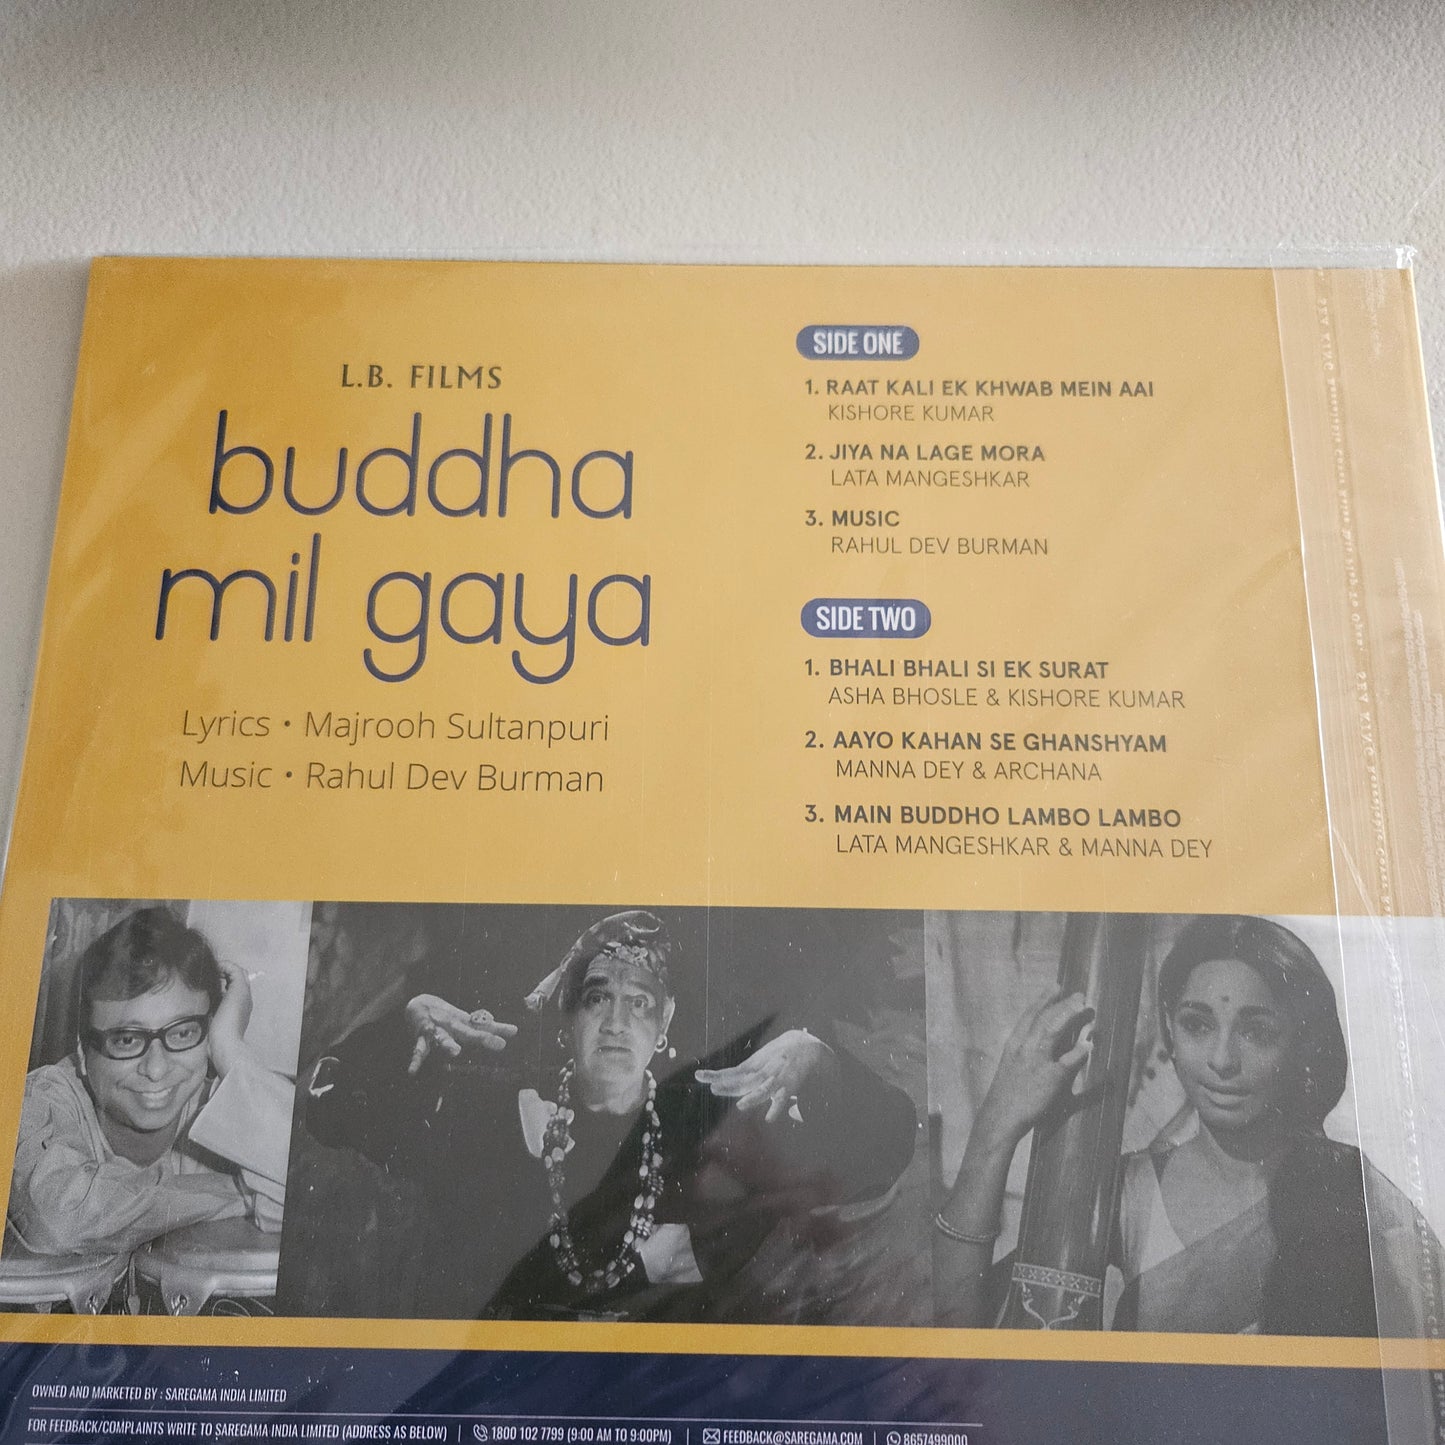 L.B. FILMS
buddha
mil gaya
Lyrics • Majrooh Sultanpuri
Music • Rahul Dev Burman
SIDE ONE
1. RAAT KALI EK KHWAB MEIN AAI
KISHORE KUMAR
2. JIYA NA LAGE MORA
LATA MANGESHKAR
3. MUSIC
RAHUL DEV BURMAN
SIDE TWO
1. BHALI BHALI SI EK SURAT
ASHA BHOSLE & KISHORE KUMAR
2. AAYO KAHAN SE GHANSHYAM
MANNA DEY & ARCHANA
3. MAIN BUDDHO LAMBO LAMBO
LATA MANGESHKAR & MANNA DEY
OWNED AND MARKETED BY : SAREGAMA INDIA LIMITED
FOR FEEDBACK/COMPLAINTS WRITE TO SAREGAMA INDIA LIMITED (ADDRESS AS BELOW) | 1800 102 7799 (9:00 AM TO 9:00PM) | FEEDBACK@SAREGAMA.COM | 8657499000